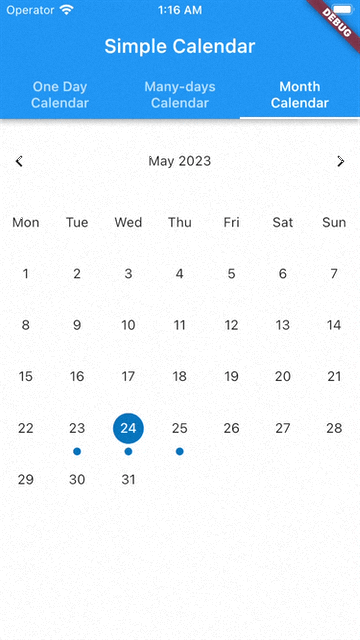 Operator 1:16 AM
DEBUG
Simple Calendar
One Day Calendar
Many-days Calendar
Month Calendar
May 2023
Mon Tue Wed Thu Fri Sat Sun
1 2 3 4 5 6 7
8 9 10 11 12 13 14
15 16 17 18 19 20 21
22 23 24 25 26 27 28
29 30 31